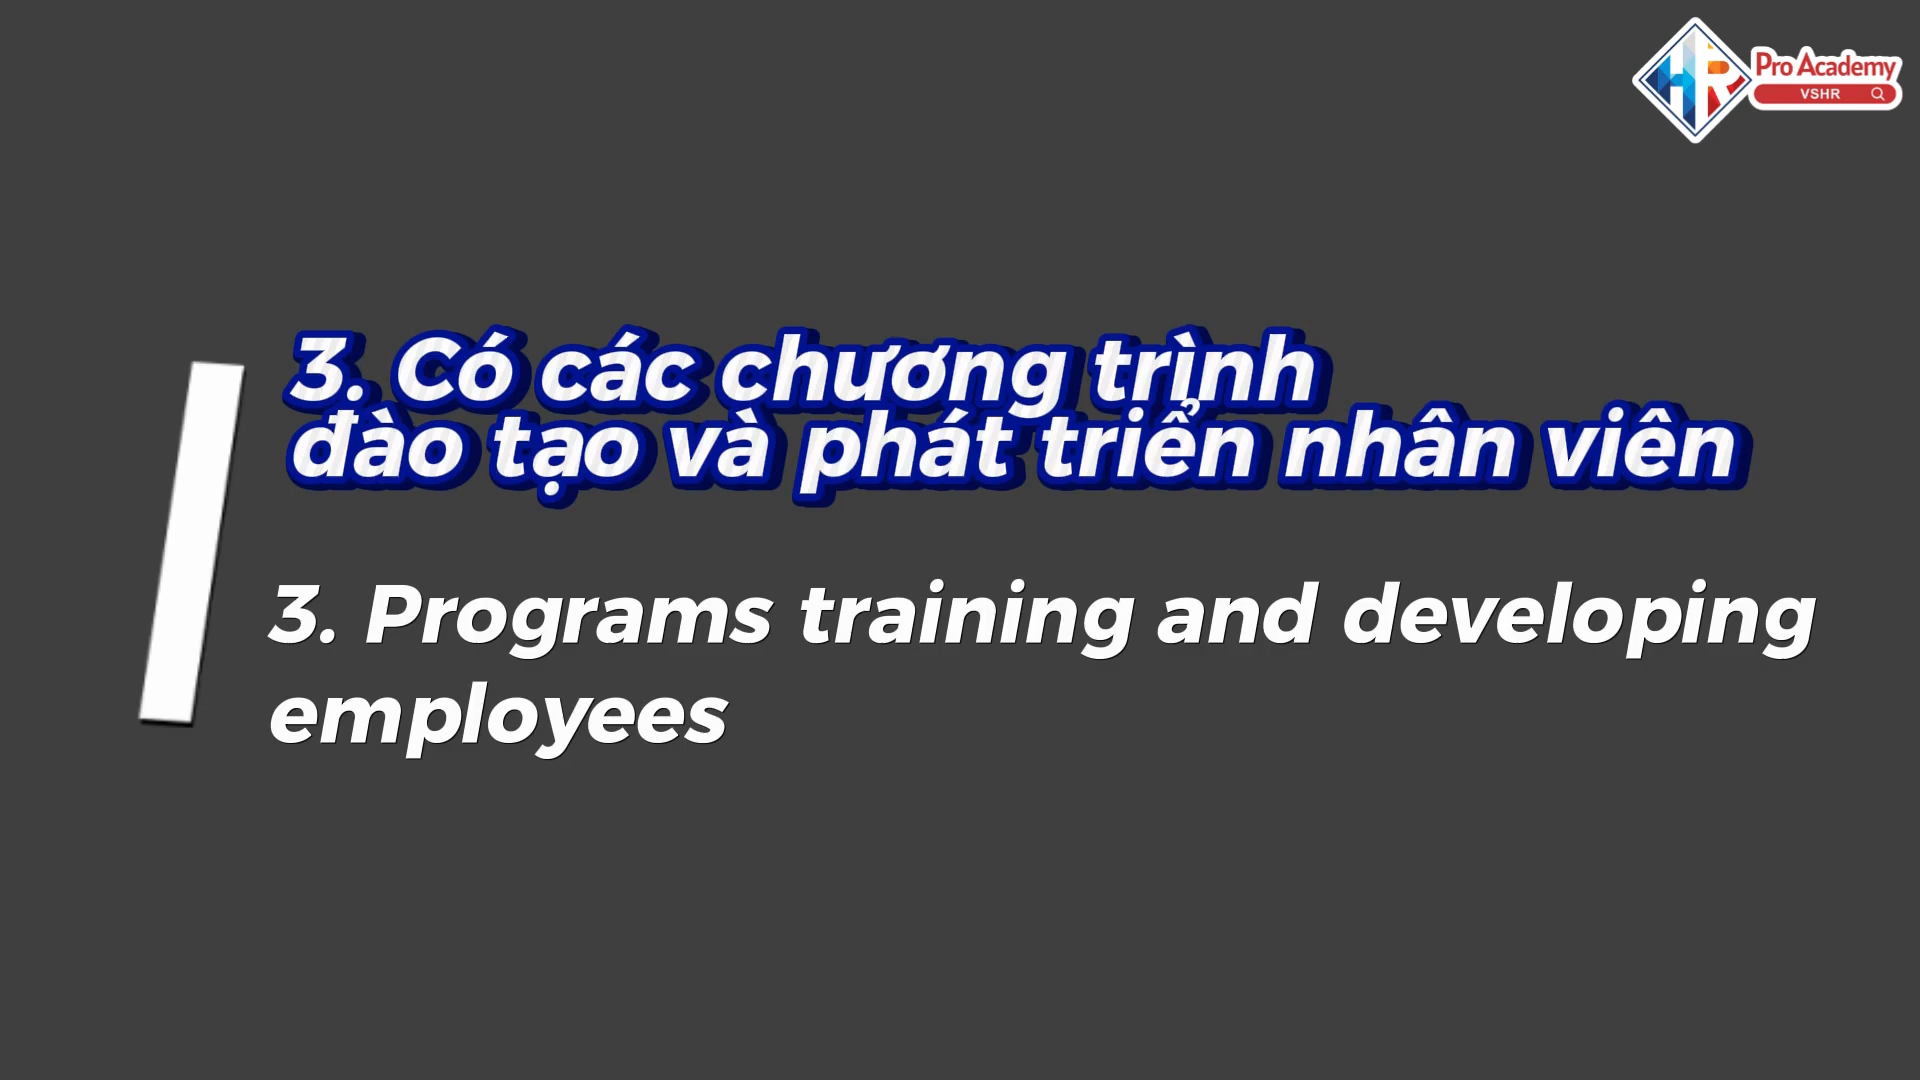 HR Pro Academy
VSHR
3. Có các chương trình
đào tạo và phát triển nhân viên
3. Programs training and developing
employees